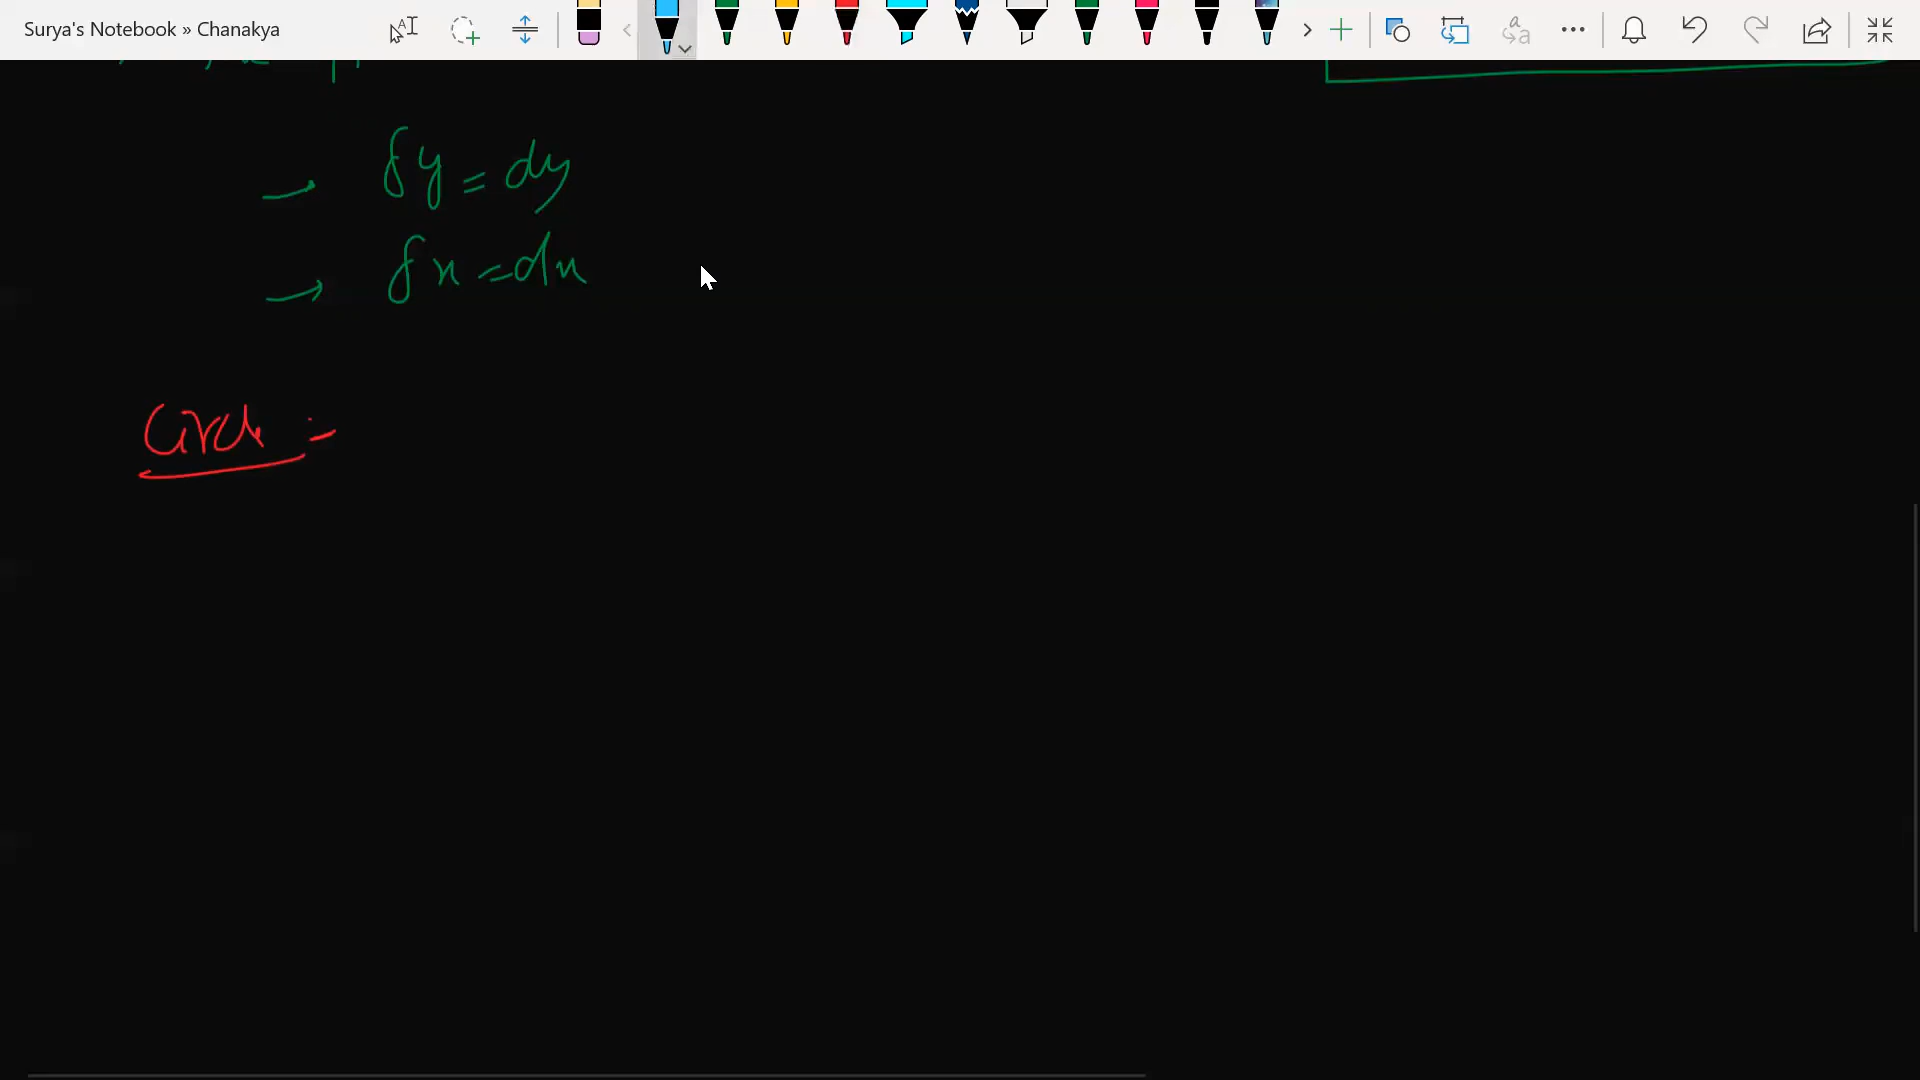 Surya's Notebook » Chanakya
→ δy = dy
→ δx = dx
Circle :-